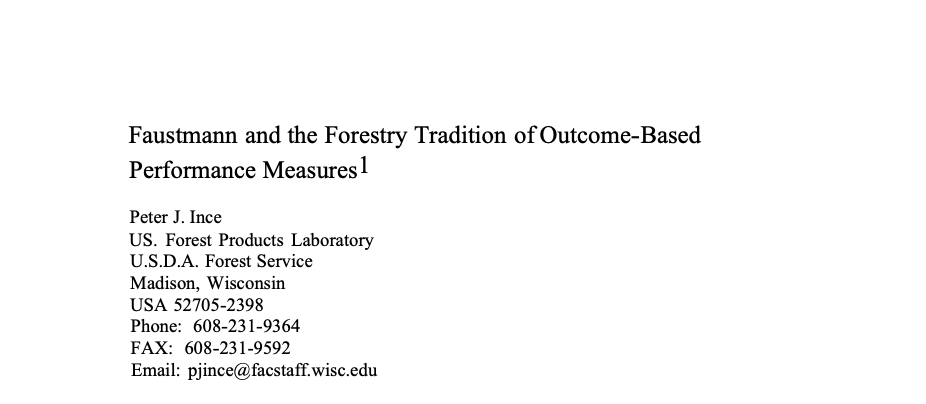 Faustmann and the Forestry Tradition of Outcome-Based
Performance Measures1
Peter J. Ince
US. Forest Products Laboratory
U.S.D.A. Forest Service
Madison, Wisconsin
USA 52705-2398
Phone: 608-231-9364
FAX: 608-231-9592
Email: pjince@facstaff.wisc.edu